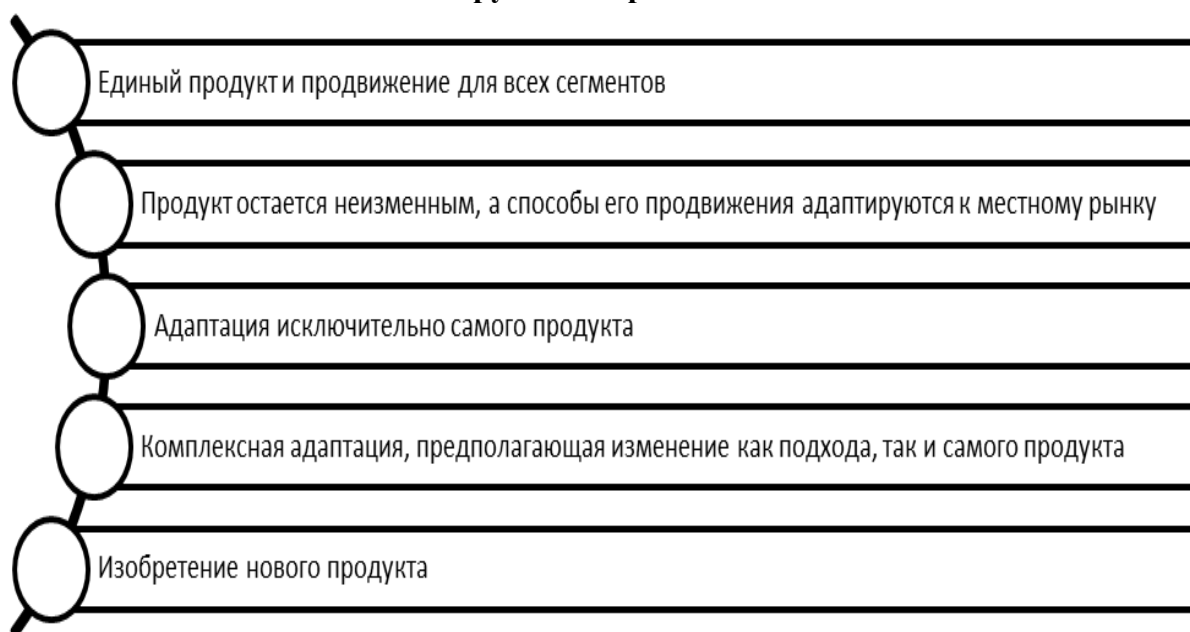 Единый продукт и продвижение для всех сегментов
Продукт остается неизменным, а способы его продвижения адаптируются к местному рынку
Адаптация исключительно самого продукта
Комплексная адаптация, предполагающая изменение как подхода, так и самого продукта
Изобретение нового продукта